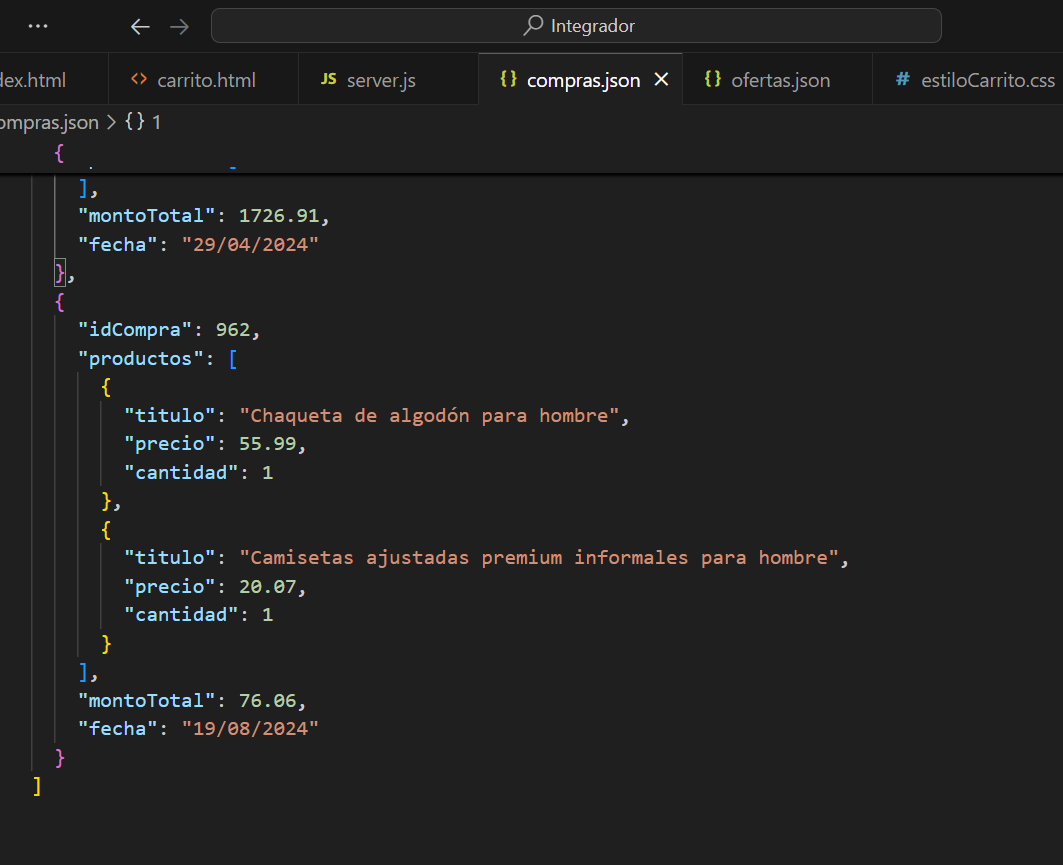 Integrador
dex.html
carrito.html
JS server.js
{} compras.json ×
{} ofertas.json
# estiloCarrito.css
ompras.json > {} 1
{
],
"montoTotal": 1726.91,
"fecha": "29/04/2024"
},
{
"idCompra": 962,
"productos": [
{
"titulo": "Chaqueta de algodón para hombre",
"precio": 55.99,
"cantidad": 1
},
{
"titulo": "Camisetas ajustadas premium informales para hombre",
"precio": 20.07,
"cantidad": 1
}
],
"montoTotal": 76.06,
"fecha": "19/08/2024"
}
]